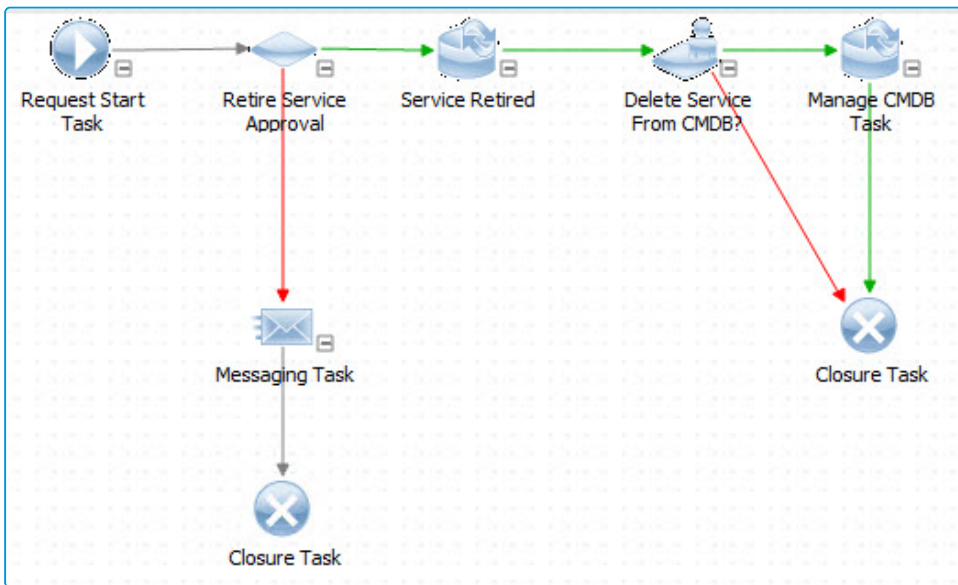 Request Start
Task
Retire Service
Approval
Service Retired
Delete Service
From CMDB?
Manage CMDB
Task
Messaging Task
Closure Task
Closure Task